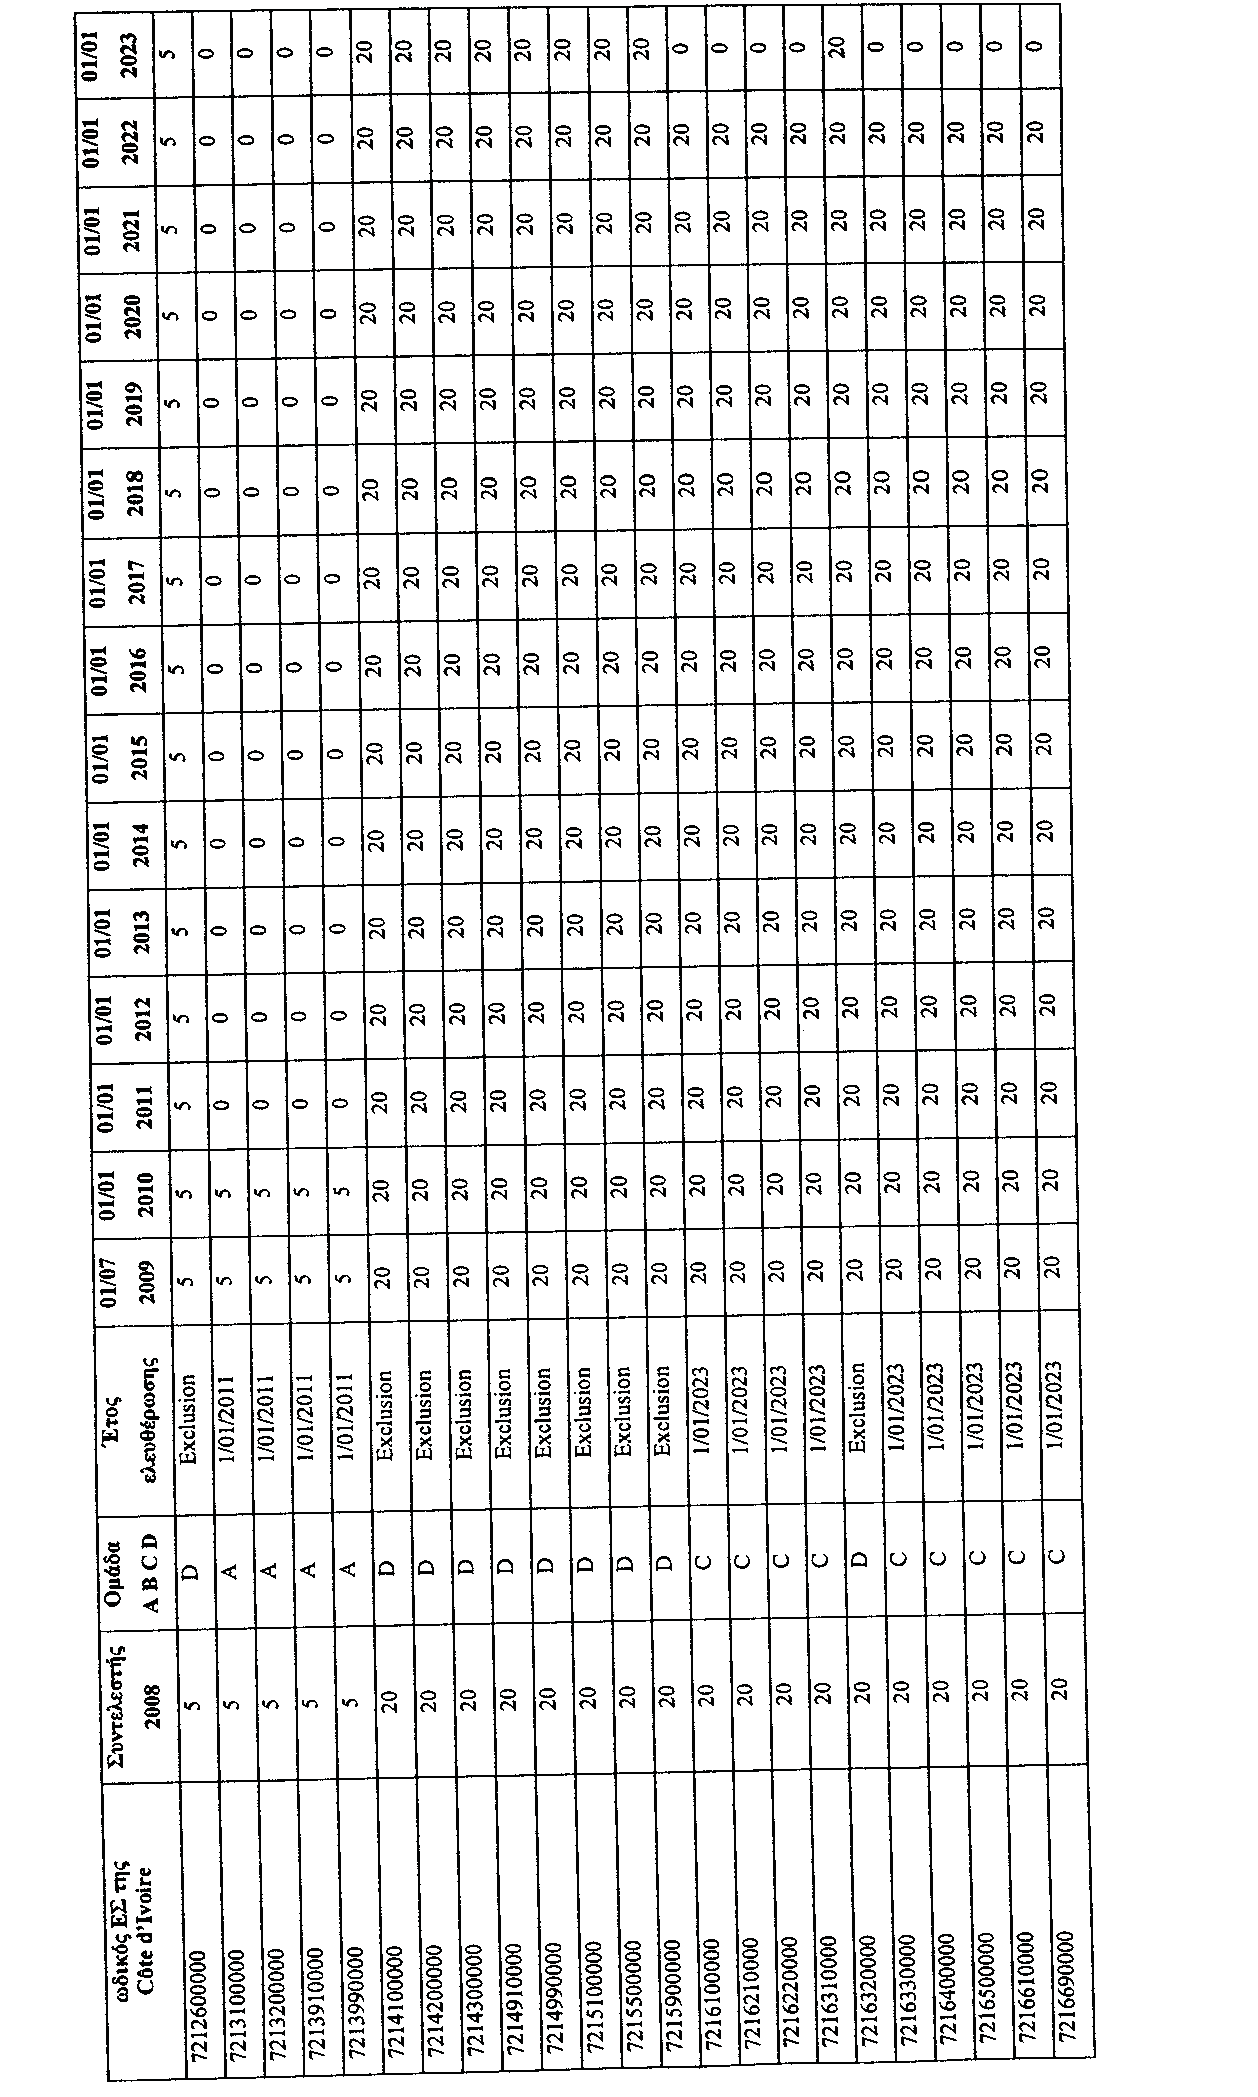 ωδικός ΕΣ της Côte d'Ivoire Συντελεστής 2008 Ομάδα A B C D Έτος ελευθέρωσης 01/07 2009 01/01 2010 01/01 2011 01/01 2012 01/01 2013 01/01 2014 01/01 2015 01/01 2016 01/01 2017 01/01 2018 01/01 2019 01/01 2020 01/01 2021 01/01 2022 01/01 2023
7212600000 5 D Exclusion 5 5 5 5 5 5 5 5 5 5 5 5 5 5 5
7213100000 5 A 1/01/2011 5 5 0 0 0 0 0 0 0 0 0 0 0 0 0
7213200000 5 A 1/01/2011 5 5 0 0 0 0 0 0 0 0 0 0 0 0 0
7213910000 5 A 1/01/2011 5 5 0 0 0 0 0 0 0 0 0 0 0 0 0
7213990000 5 A 1/01/2011 5 5 0 0 0 0 0 0 0 0 0 0 0 0 0
7214100000 20 D Exclusion 20 20 20 20 20 20 20 20 20 20 20 20 20 20 20
7214200000 20 D Exclusion 20 20 20 20 20 20 20 20 20 20 20 20 20 20 20
7214300000 20 D Exclusion 20 20 20 20 20 20 20 20 20 20 20 20 20 20 20
7214910000 20 D Exclusion 20 20 20 20 20 20 20 20 20 20 20 20 20 20 20
7214990000 20 D Exclusion 20 20 20 20 20 20 20 20 20 20 20 20 20 20 20
7215100000 20 D Exclusion 20 20 20 20 20 20 20 20 20 20 20 20 20 20 20
7215500000 20 D Exclusion 20 20 20 20 20 20 20 20 20 20 20 20 20 20 20
7215900000 20 D Exclusion 20 20 20 20 20 20 20 20 20 20 20 20 20 20 20
7216100000 20 C 1/01/2023 20 20 20 20 20 20 20 20 20 20 20 20 20 20 0
7216210000 20 C 1/01/2023 20 20 20 20 20 20 20 20 20 20 20 20 20 20 0
7216220000 20 C 1/01/2023 20 20 20 20 20 20 20 20 20 20 20 20 20 20 0
7216310000 20 C 1/01/2023 20 20 20 20 20 20 20 20 20 20 20 20 20 20 0
7216320000 20 D Exclusion 20 20 20 20 20 20 20 20 20 20 20 20 20 20 20
7216330000 20 C 1/01/2023 20 20 20 20 20 20 20 20 20 20 20 20 20 20 0
7216400000 20 C 1/01/2023 20 20 20 20 20 20 20 20 20 20 20 20 20 20 0
7216500000 20 C 1/01/2023 20 20 20 20 20 20 20 20 20 20 20 20 20 20 0
7216610000 20 C 1/01/2023 20 20 20 20 20 20 20 20 20 20 20 20 20 20 0
7216690000 20 C 1/01/2023 20 20 20 20 20 20 20 20 20 20 20 20 20 20 0